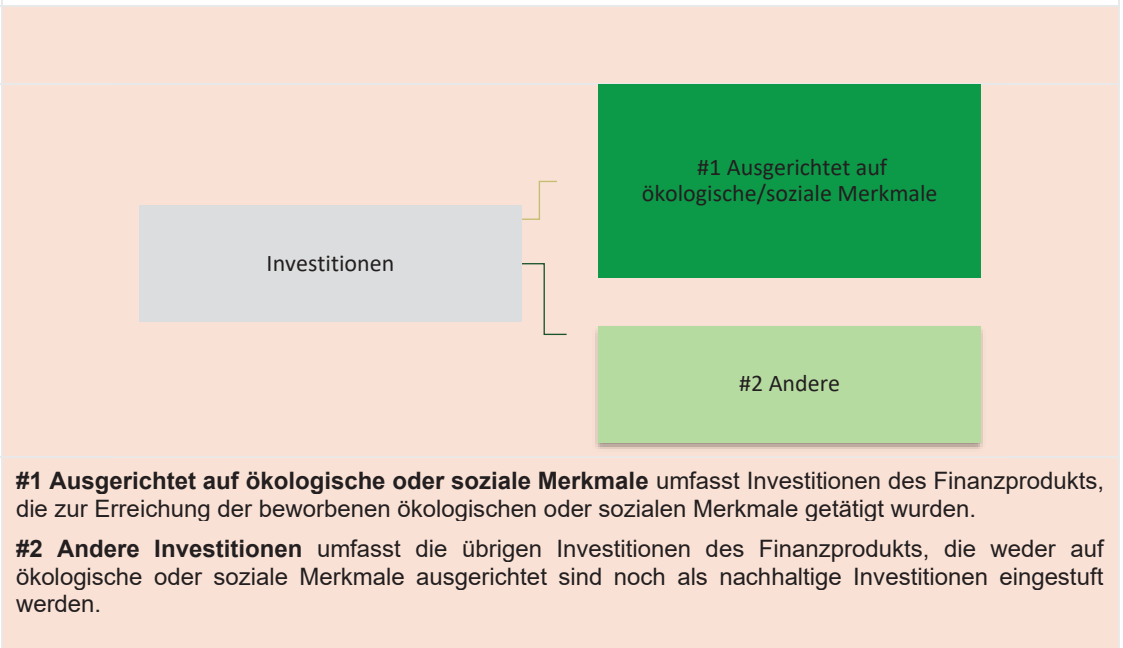 #1 Ausgerichtet auf
ökologische/soziale Merkmale
Investitionen
#2 Andere
#1 Ausgerichtet auf ökologische oder soziale Merkmale umfasst Investitionen des Finanzprodukts,
die zur Erreichung der beworbenen ökologischen oder sozialen Merkmale getätigt wurden.
#2 Andere Investitionen umfasst die übrigen Investitionen des Finanzprodukts, die weder auf
ökologische oder soziale Merkmale ausgerichtet sind noch als nachhaltige Investitionen eingestuft
werden.